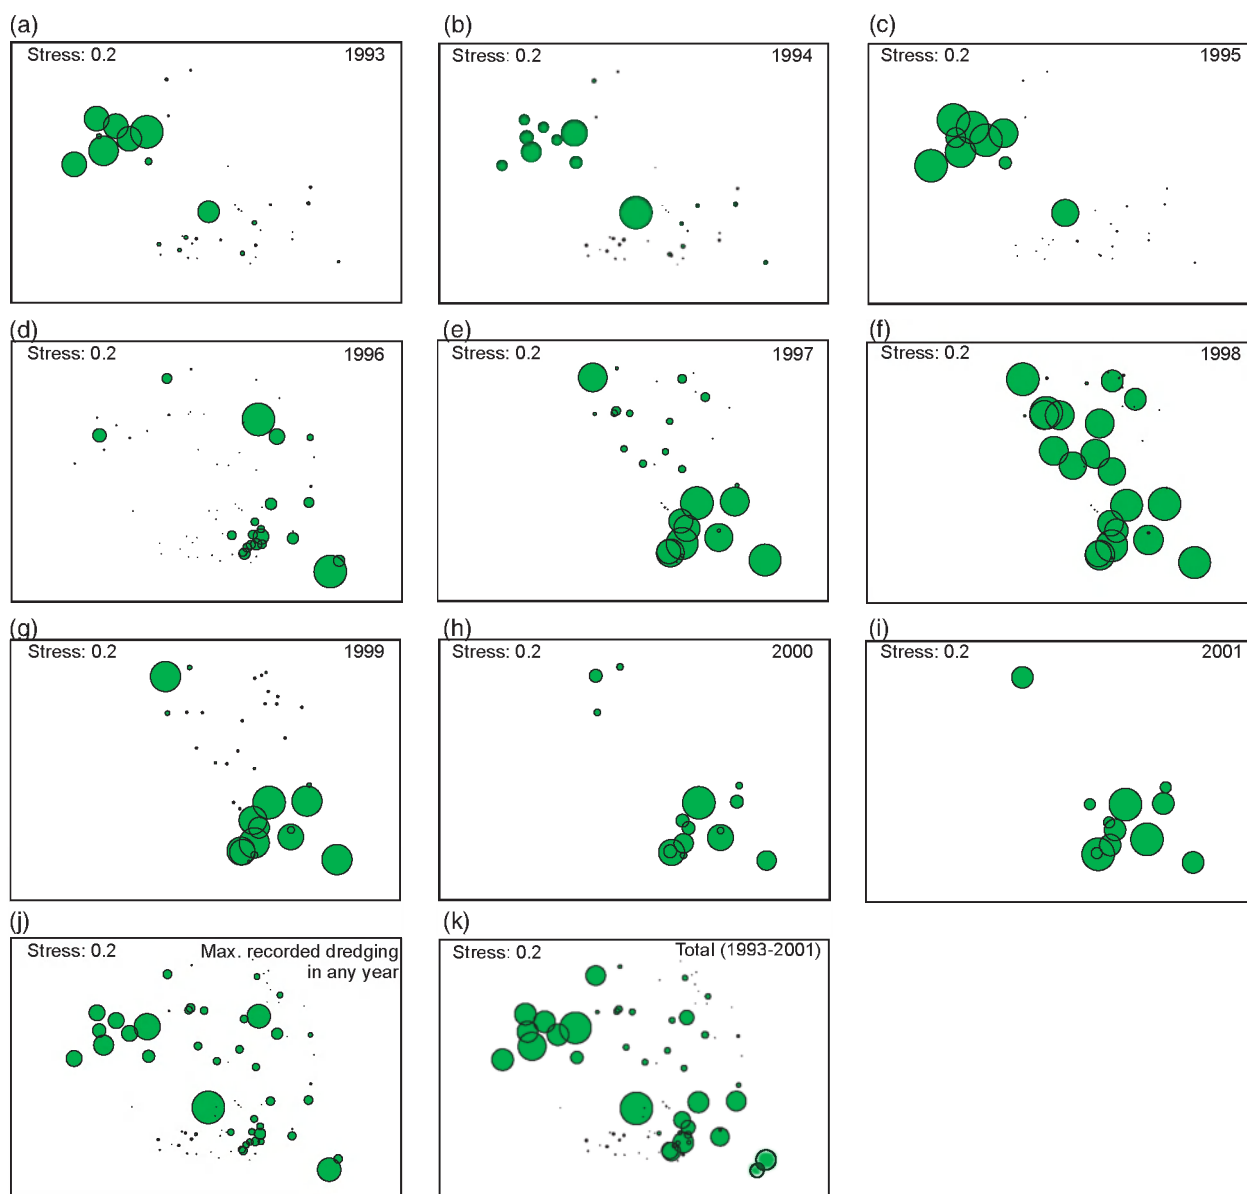 (a)
Stress: 0.2 1993
(b)
Stress: 0.2 1994
(c)
Stress: 0.2 1995
(d)
Stress: 0.2 1996
(e)
Stress: 0.2 1997
(f)
Stress: 0.2 1998
(g)
Stress: 0.2 1999
(h)
Stress: 0.2 2000
(i)
Stress: 0.2 2001
(j)
Stress: 0.2 Max. recorded dredging
in any year
(k)
Stress: 0.2 Total (1993-2001)